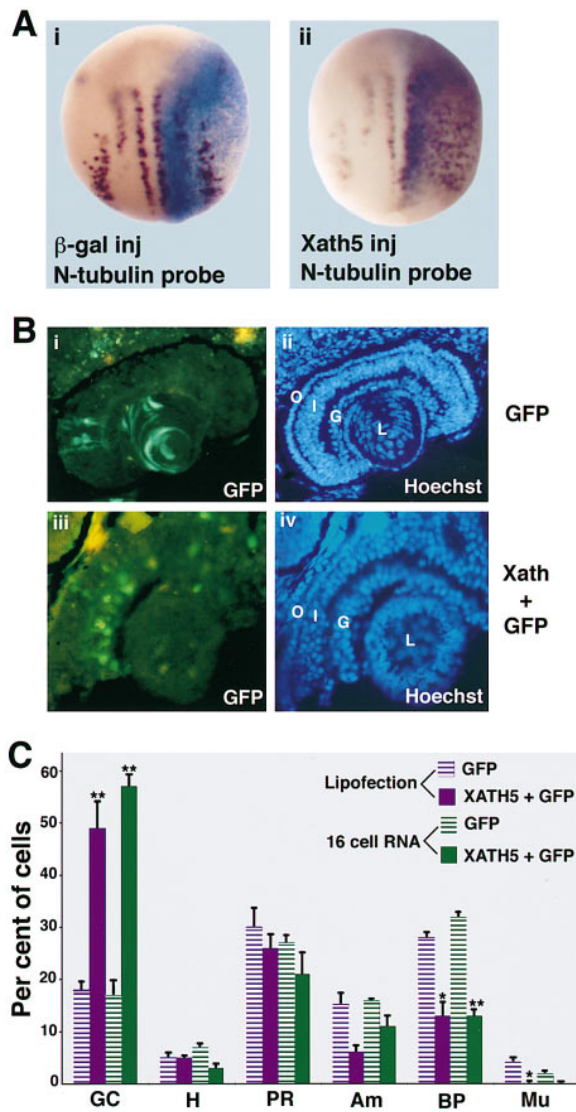 A
i
ii
β-gal inj
N-tubulin probe
Xath5 inj
N-tubulin probe
B
i
GFP
ii
O I G L
Hoechst
GFP
iii
GFP
iv
O I G L
Hoechst
Xath
+
GFP
C
Per cent of cells
60
50
40
30
20
10
0
** **
* **
*
Lipofection
GFP
XATH5 + GFP
16 cell RNA
GFP
XATH5 + GFP
GC H PR Am BP Mu